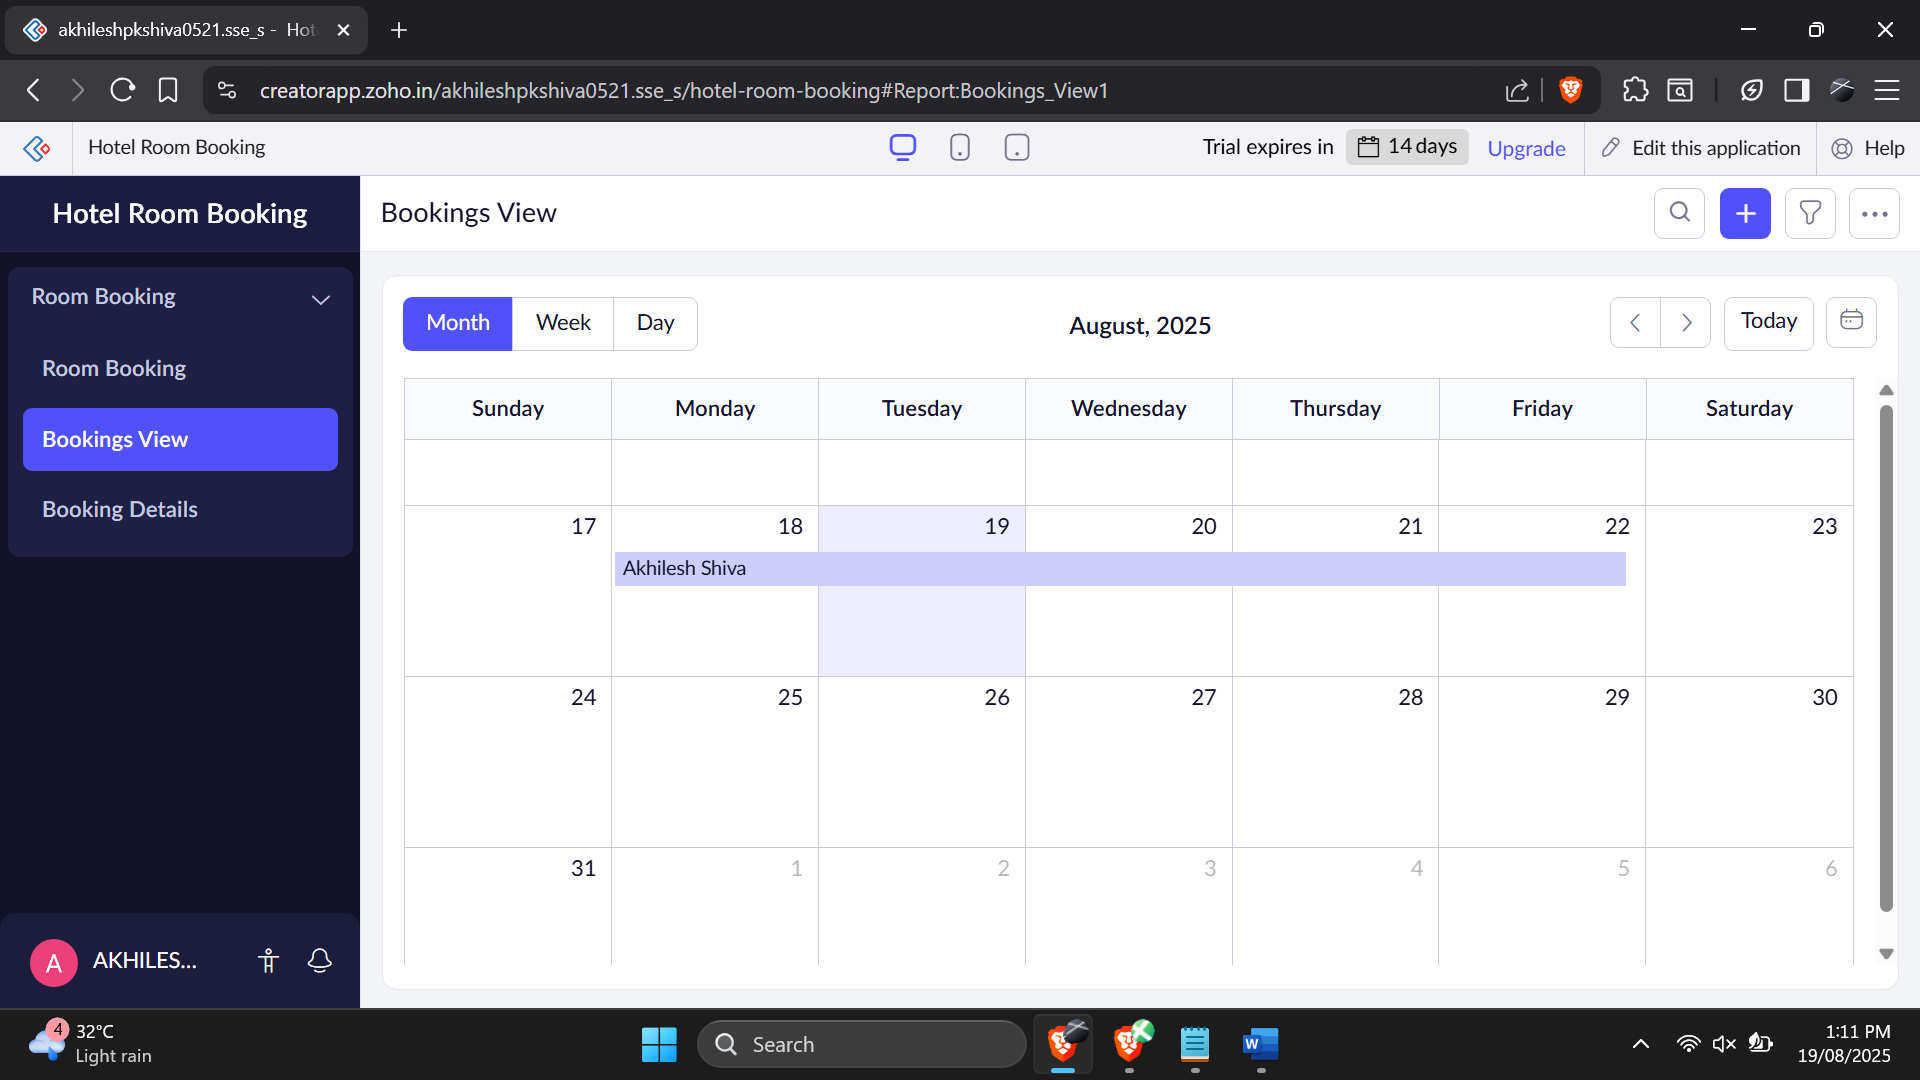 akhileshpkshiva0521.sse_s - Hot
creatorapp.zoho.in/akhileshpkshiva0521.sse_s/hotel-room-booking#Report:Bookings_View1
Hotel Room Booking
Trial expires in 14 days Upgrade Edit this application Help
Hotel Room Booking
Room Booking
Room Booking
Bookings View
Booking Details
AKHILES...
A
Bookings View
Month Week Day
August, 2025
Today
Sunday Monday Tuesday Wednesday Thursday Friday Saturday
17 18 19 20 21 22 23
Akhilesh Shiva
24 25 26 27 28 29 30
31 1 2 3 4 5 6
4
32°C
Light rain
Search
W
1:11 PM
19/08/2025